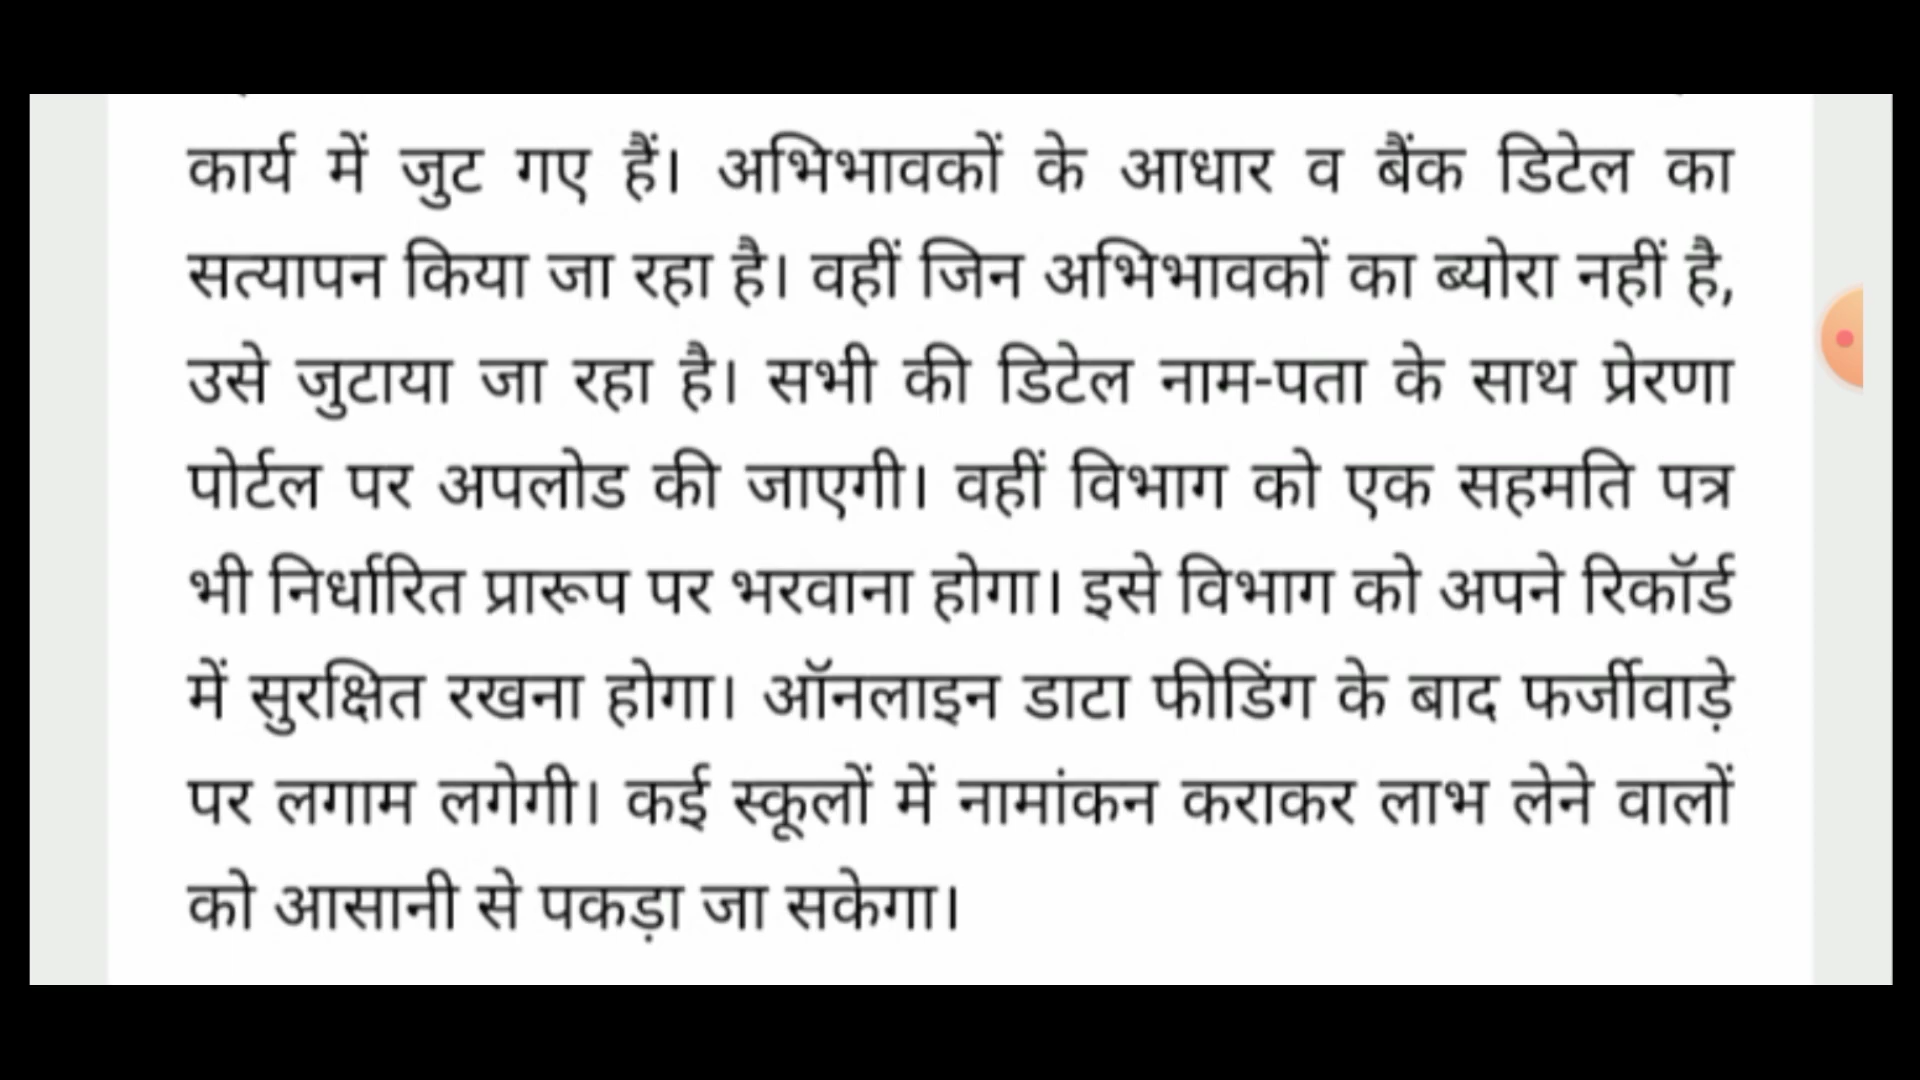 कार्य में जुट गए हैं। अभिभावकों के आधार व बैंक डिटेल का
सत्यापन किया जा रहा है। वहीं जिन अभिभावकों का ब्योरा नहीं है,
उसे जुटाया जा रहा है। सभी की डिटेल नाम-पता के साथ प्रेरणा
पोर्टल पर अपलोड की जाएगी। वहीं विभाग को एक सहमति पत्र
भी निर्धारित प्रारूप पर भरवाना होगा। इसे विभाग को अपने रिकॉर्ड
में सुरक्षित रखना होगा। ऑनलाइन डाटा फीडिंग के बाद फर्जीवाड़े
पर लगाम लगेगी। कई स्कूलों में नामांकन कराकर लाभ लेने वालों
को आसानी से पकड़ा जा सकेगा।